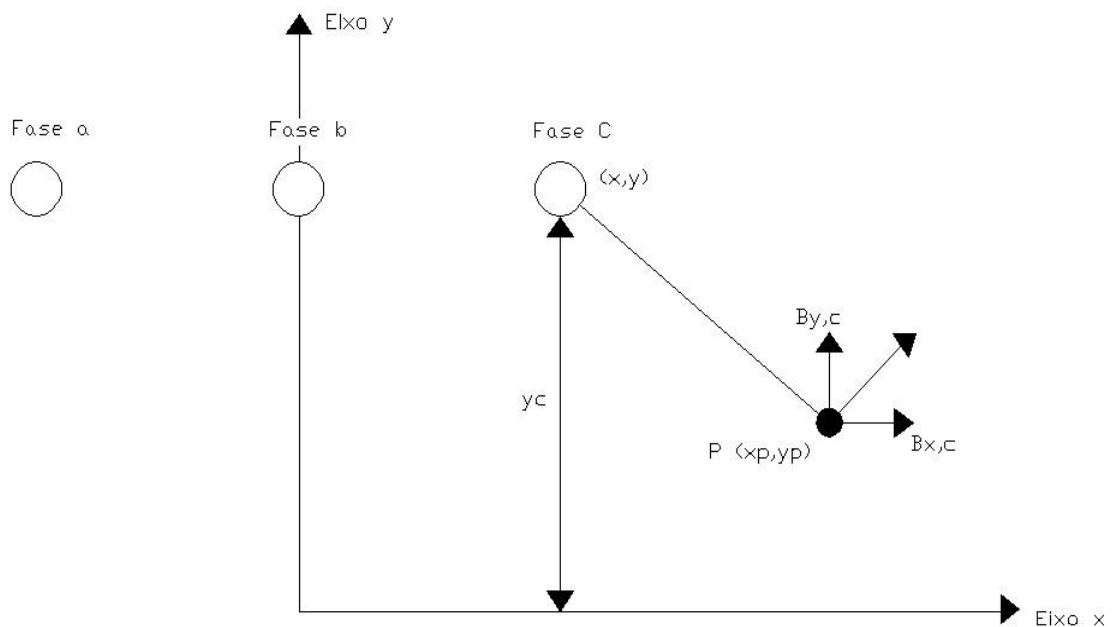 Eixo y
Fase a
Fase b
Fase C
(x,y)
By,c
yc
P (xp,yp)
Bx,c
Eixo x